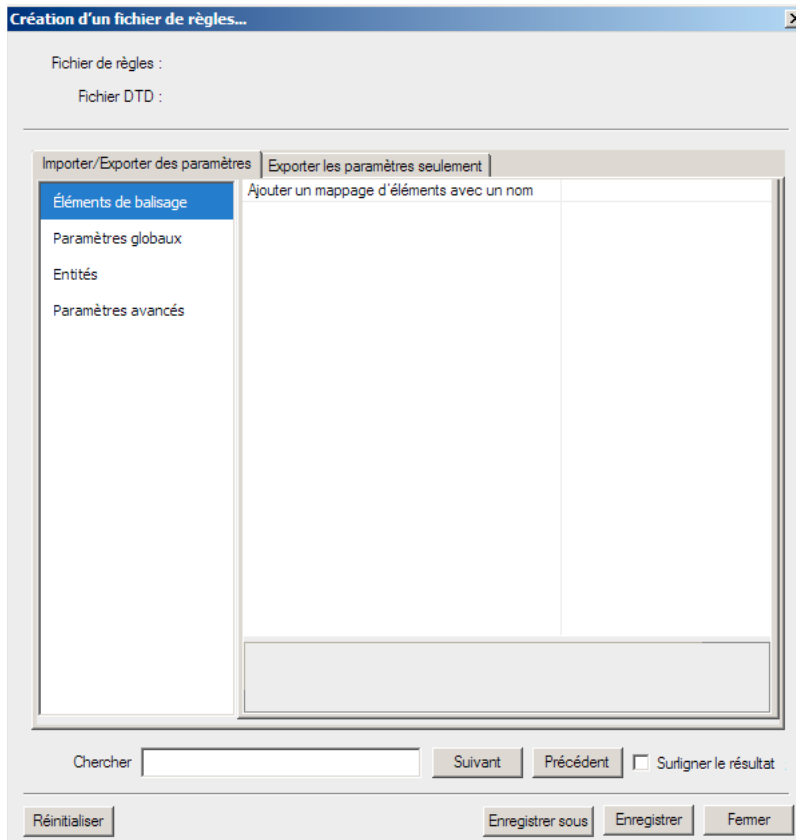 Création d'un fichier de règles...
Fichier de règles :
Fichier DTD :
Importer/Exporter des paramètres Exporter les paramètres seulement
Éléments de balisage
Ajouter un mappage d'éléments avec un nom
Paramètres globaux
Entités
Paramètres avancés
Chercher Suivant Précédent Surligner le résultat
Réinitialiser Enregistrer sous Enregistrer Fermer